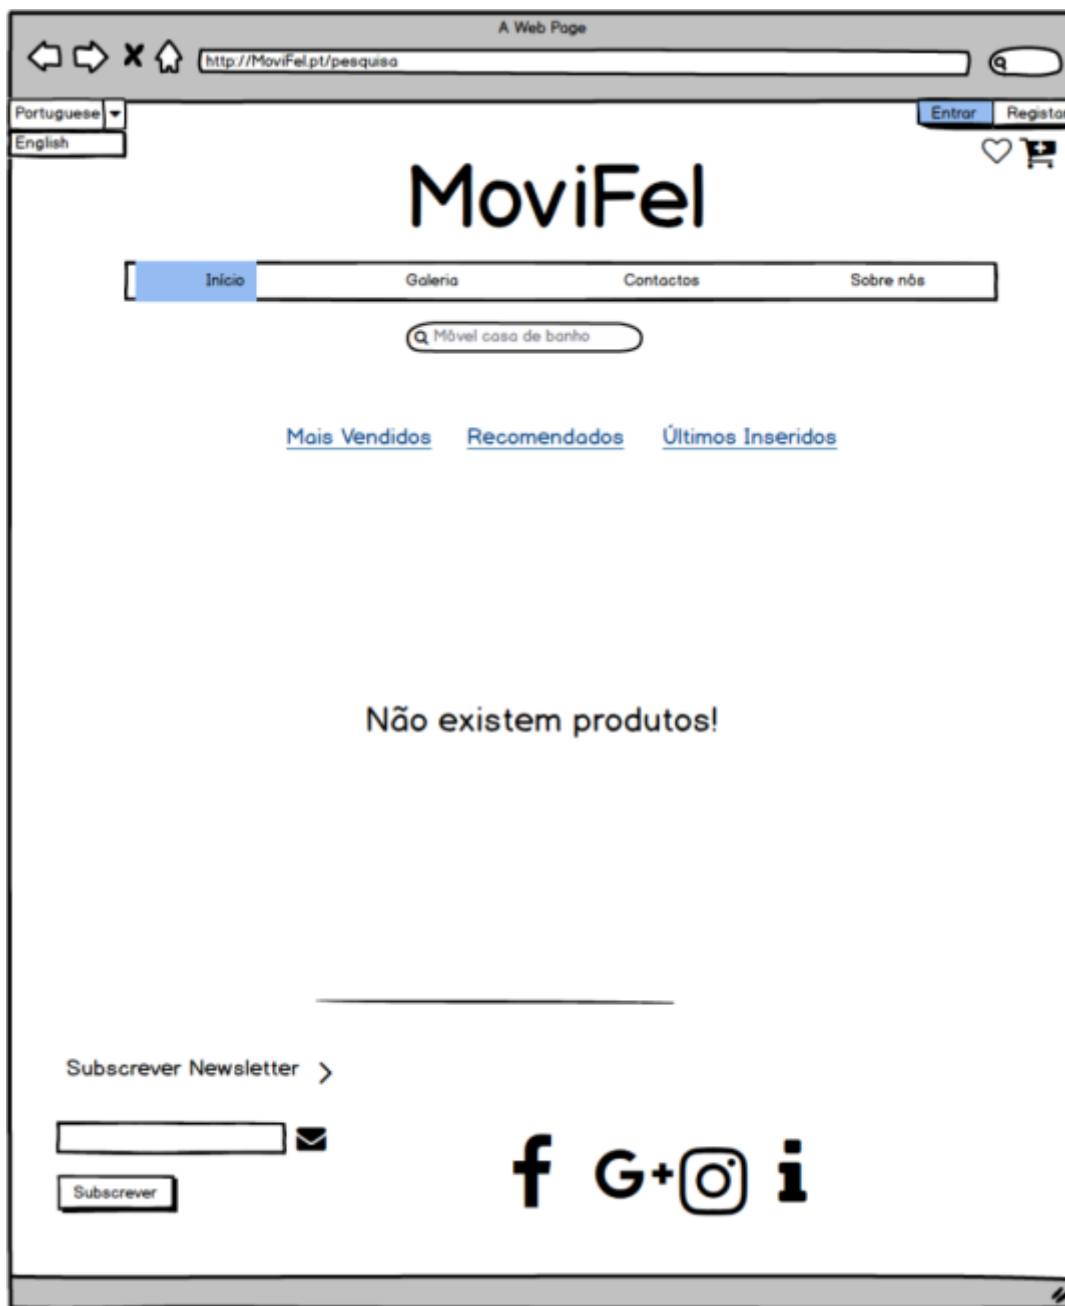 A Web Page
http://MoviFel.pt/pesquisa
Portuguese
Entrar Registar
English
MoviFel
Início Galeria Contactos Sobre nós
Móvel casa de banho
Mais Vendidos Recomendados Últimos Inseridos
Não existem produtos!
Subscrever Newsletter
Subscrever